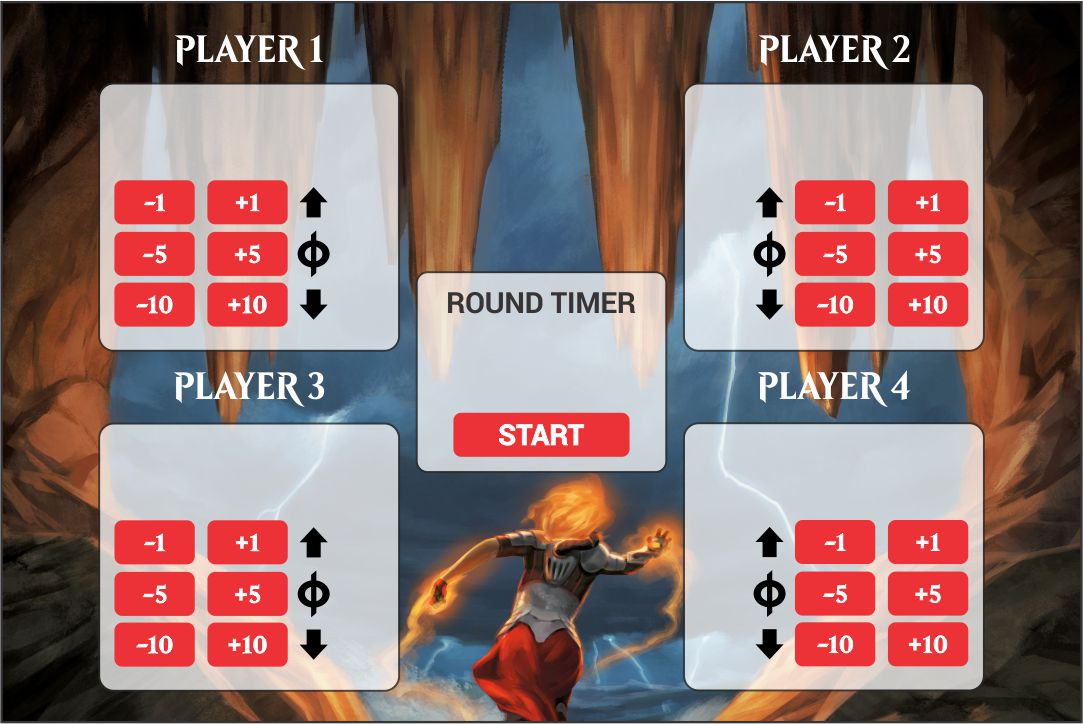 PLAYER 1
-1 +1
-5 +5
-10 +10
PLAYER 2
-1 +1
-5 +5
-10 +10
ROUND TIMER
START
PLAYER 3
-1 +1
-5 +5
-10 +10
PLAYER 4
-1 +1
-5 +5
-10 +10